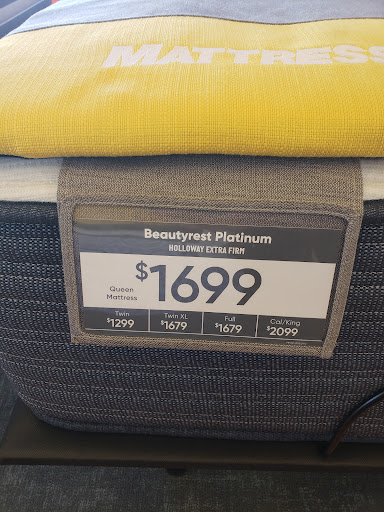 MATTRESS
Beautyrest Platinum
HOLLOWAY EXTRA FIRM
Queen Mattress $1699
Twin Twin XL Full Cal/King
$1299 $1679 $1679 $2099